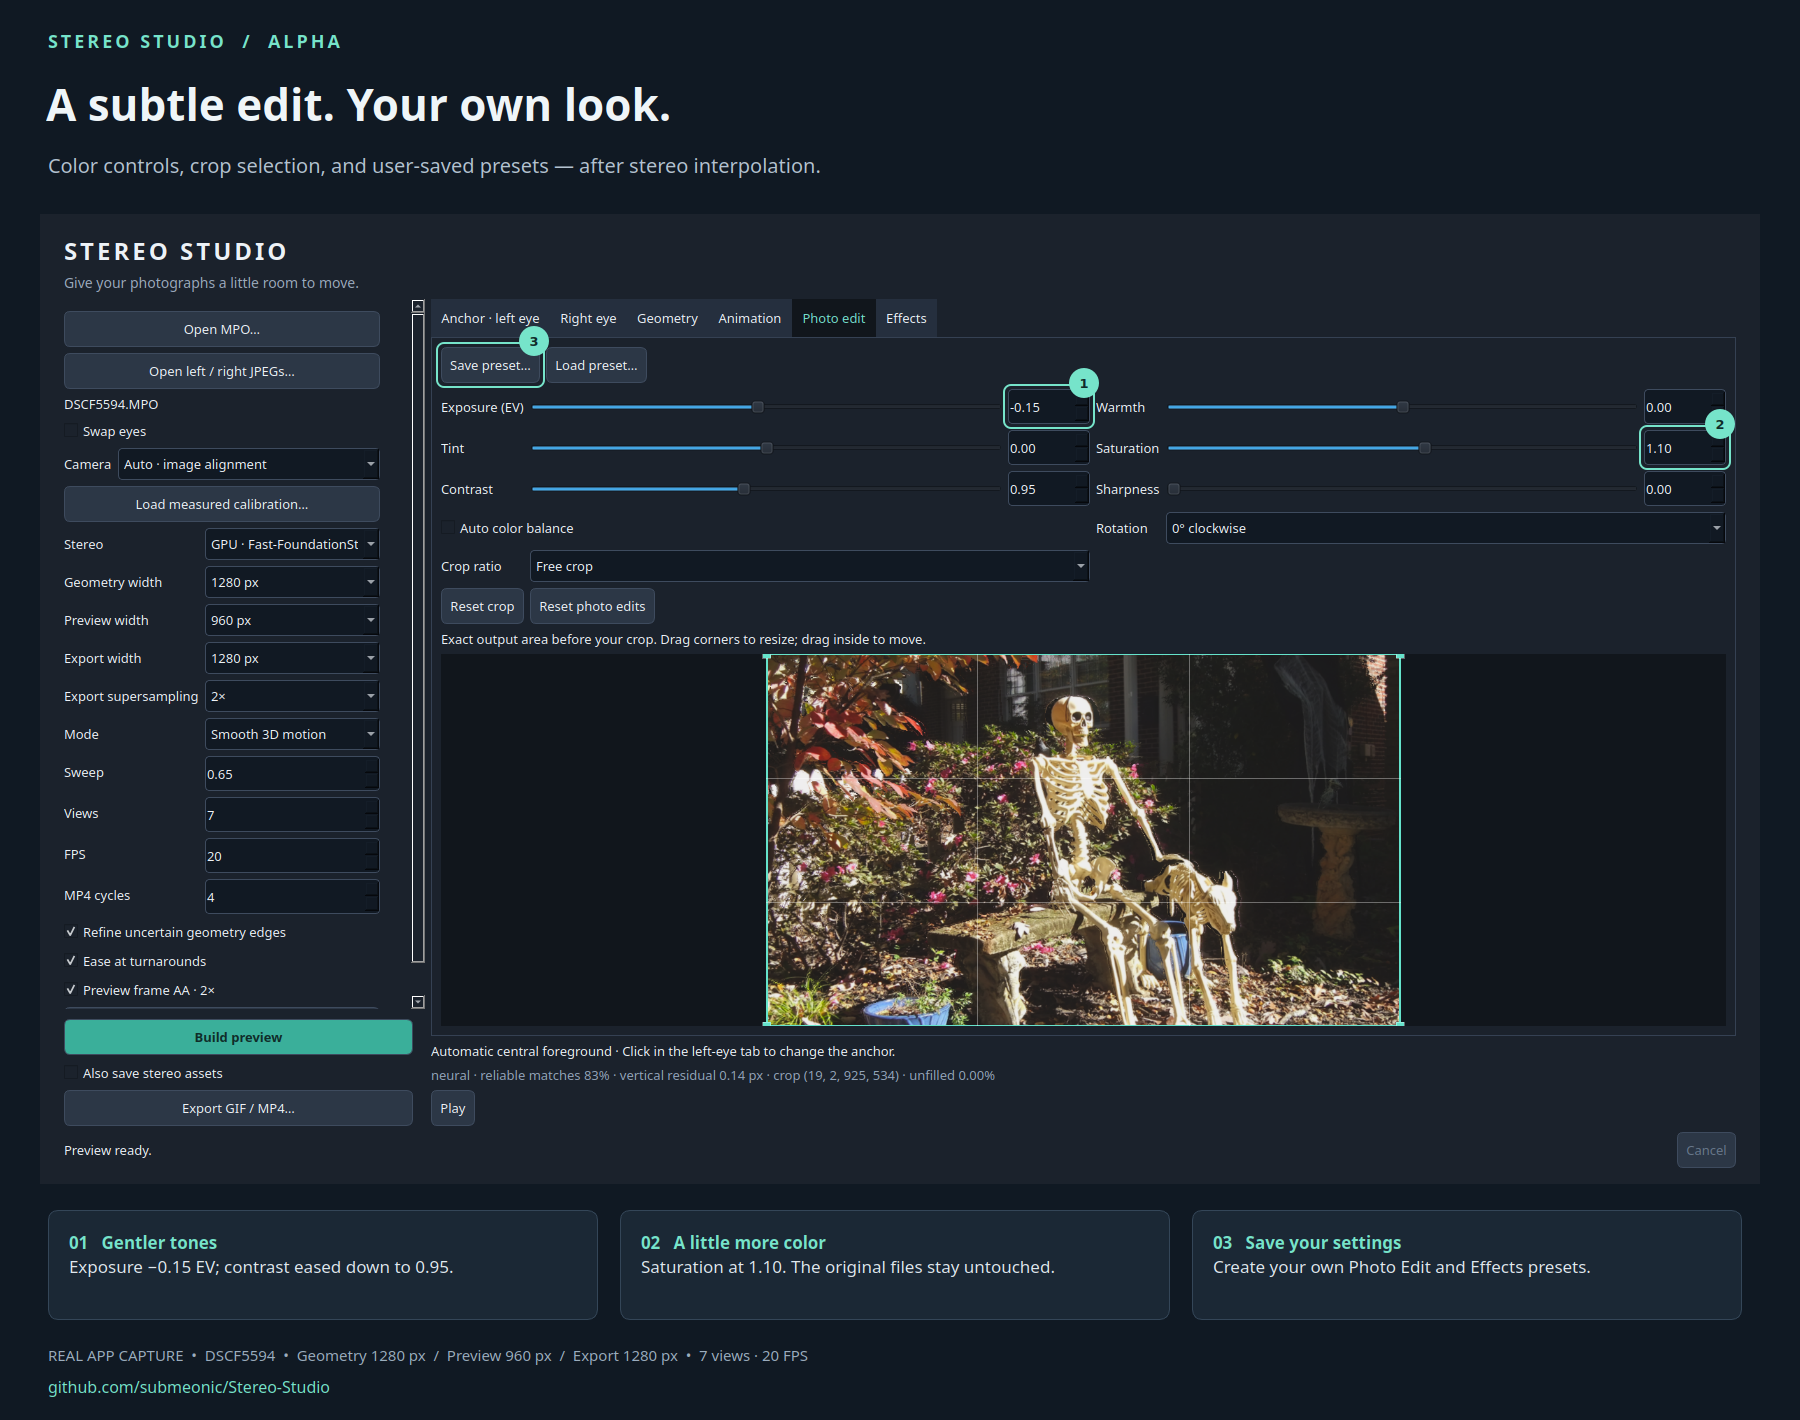 STEREO STUDIO / ALPHA
A subtle edit. Your own look.
Color controls, crop selection, and user-saved presets — after stereo interpolation.
STEREO STUDIO
Give your photographs a little room to move.
Open MPO...
Open left / right JPEGs...
DSCF5594.MPO
Swap eyes
Camera Auto · image alignment
Load measured calibration...
Stereo GPU · Fast-FoundationSt
Geometry width 1280 px
Preview width 960 px
Export width 1280 px
Export supersampling 2×
Mode Smooth 3D motion
Sweep 0.65
Views 7
FPS 20
MP4 cycles 4
Refine uncertain geometry edges
Ease at turnarounds
Preview frame AA · 2×
Build preview
Also save stereo assets
Export GIF / MP4...
Preview ready.
Anchor · left eye Right eye Geometry Animation Photo edit Effects
3
Save preset... Load preset...
1
Exposure (EV) -0.15 Warmth 0.00
2
Tint 0.00 Saturation 1.10
Contrast 0.95 Sharpness 0.00
Auto color balance Rotation 0° clockwise
Crop ratio Free crop
Reset crop Reset photo edits
Exact output area before your crop. Drag corners to resize; drag inside to move.
Automatic central foreground · Click in the left-eye tab to change the anchor.
neural · reliable matches 83% · vertical residual 0.14 px · crop (19, 2, 925, 534) · unfilled 0.00%
Play
Cancel
01 Gentler tones
Exposure −0.15 EV; contrast eased down to 0.95.
02 A little more color
Saturation at 1.10. The original files stay untouched.
03 Save your settings
Create your own Photo Edit and Effects presets.
REAL APP CAPTURE • DSCF5594 • Geometry 1280 px / Preview 960 px / Export 1280 px • 7 views · 20 FPS
github.com/submeonic/Stereo-Studio